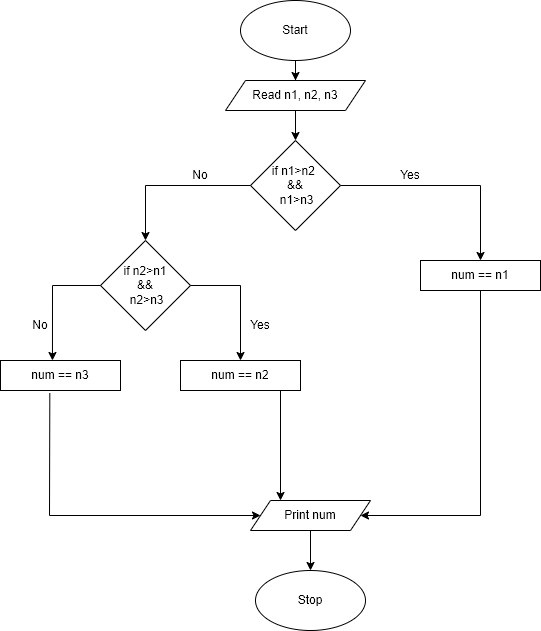 Start
Read n1, n2, n3
if n1>n2
&&
n1>n3
No
Yes
if n2>n1
&&
n2>n3
num == n1
No
Yes
num == n3
num == n2
Print num
Stop